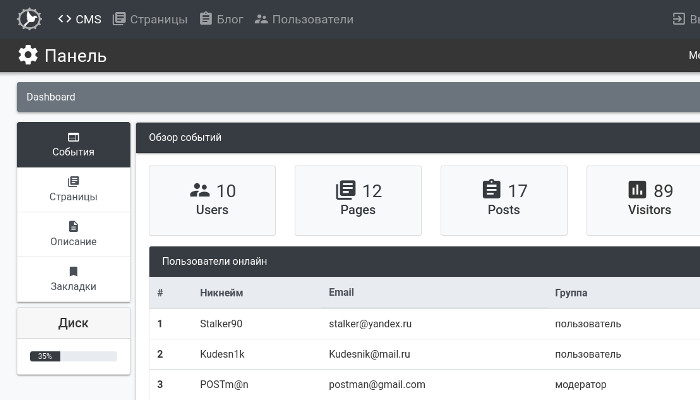 CMS Страницы Блог Пользователи
Панель
Dashboard
События
Страницы
Описание
Закладки
Диск
35%
Обзор событий
10 12 17 89
Users Pages Posts Visitors
Пользователи онлайн
# Никнейм Email Группа
1 Stalker90 stalker@yandex.ru пользователь
2 Kudesn1k Kudesnik@mail.ru пользователь
3 POSTm@n postman@gmail.com модератор